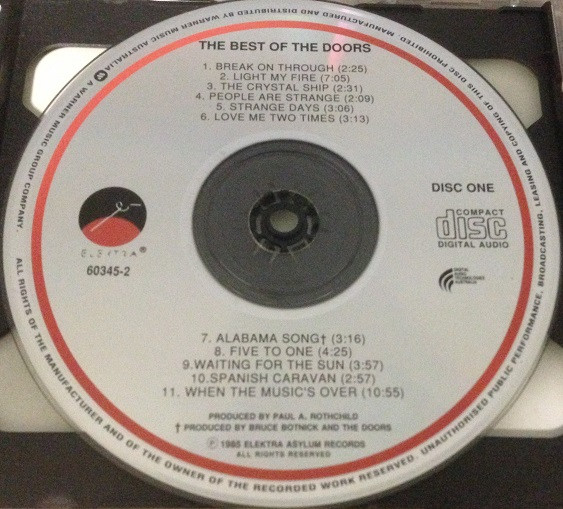 THE BEST OF THE DOORS
1. BREAK ON THROUGH (2:25)
2. LIGHT MY FIRE (7:05)
3. THE CRYSTAL SHIP (2:31)
4. PEOPLE ARE STRANGE (2:09)
5. STRANGE DAYS (3:06)
6. LOVE ME TWO TIMES (3:13)
DISC ONE
COMPACT
disc
DIGITAL AUDIO
ELEKTRA®
60345-2
DIGITAL
AUDIO
TECHNOLOGIES
AUSTRALIA
7. ALABAMA SONG† (3:16)
8. FIVE TO ONE (4:25)
9.WAITING FOR THE SUN (3:57)
10.SPANISH CARAVAN (2:57)
11. WHEN THE MUSIC'S OVER (10:55)
PRODUCED BY PAUL A. ROTHCHILD
† PRODUCED BY BRUCE BOTNICK AND THE DOORS
℗ 1985 ELEKTRA ASYLUM RECORDS
ALL RIGHTS RESERVED
ALL RIGHTS OF THE MANUFACTURER AND OF THE OWNER OF THE RECORDED WORK RESERVED. UNAUTHORISED PUBLIC PERFORMANCE, BROADCASTING, LEASING AND COPYING OF THIS DISC PROHIBITED. MANUFACTURED AND DISTRIBUTED BY WARNER MUSIC AUSTRALIA A WARNER MUSIC GROUP COMPANY.